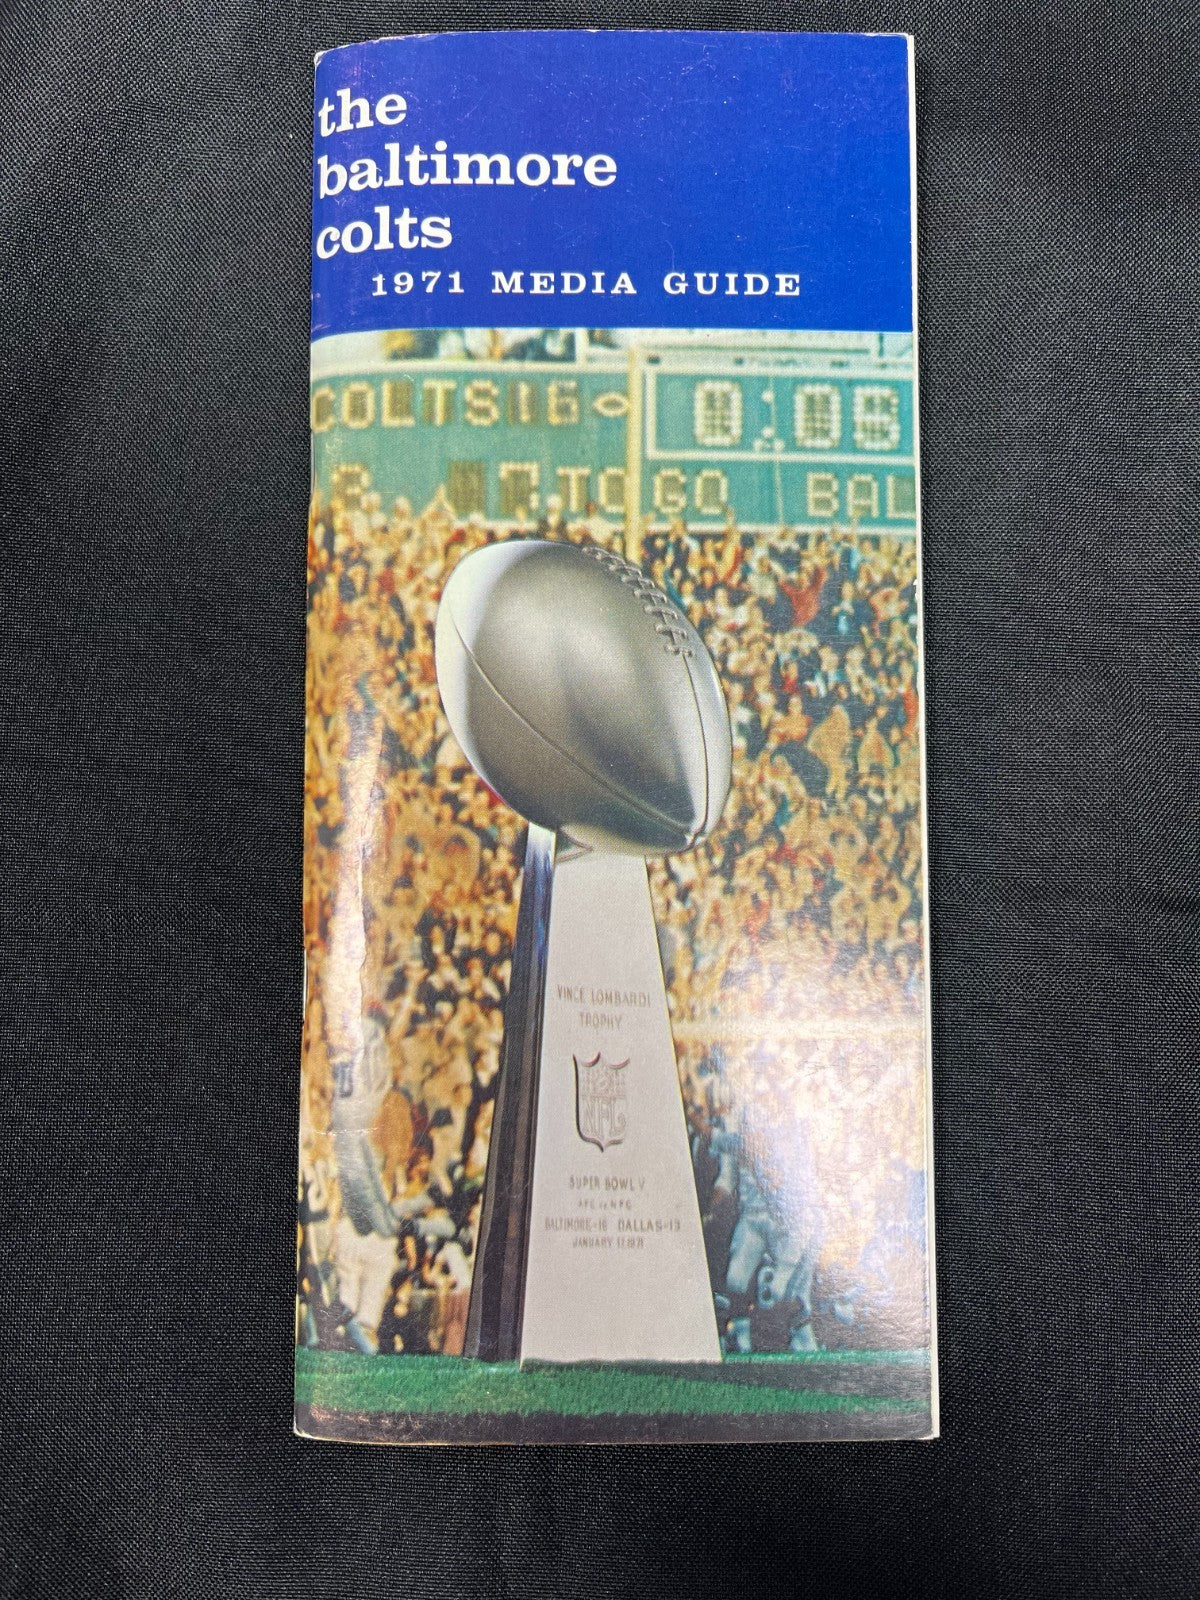 the
baltimore
colts
1971 MEDIA GUIDE
COLTS 16 0:05
TO GO BAL
VINCE LOMBARDI
TROPHY
NFL
SUPER BOWL V
AFC vs NFC
BALTIMORE-16 DALLAS-13
JANUARY 17, 1971